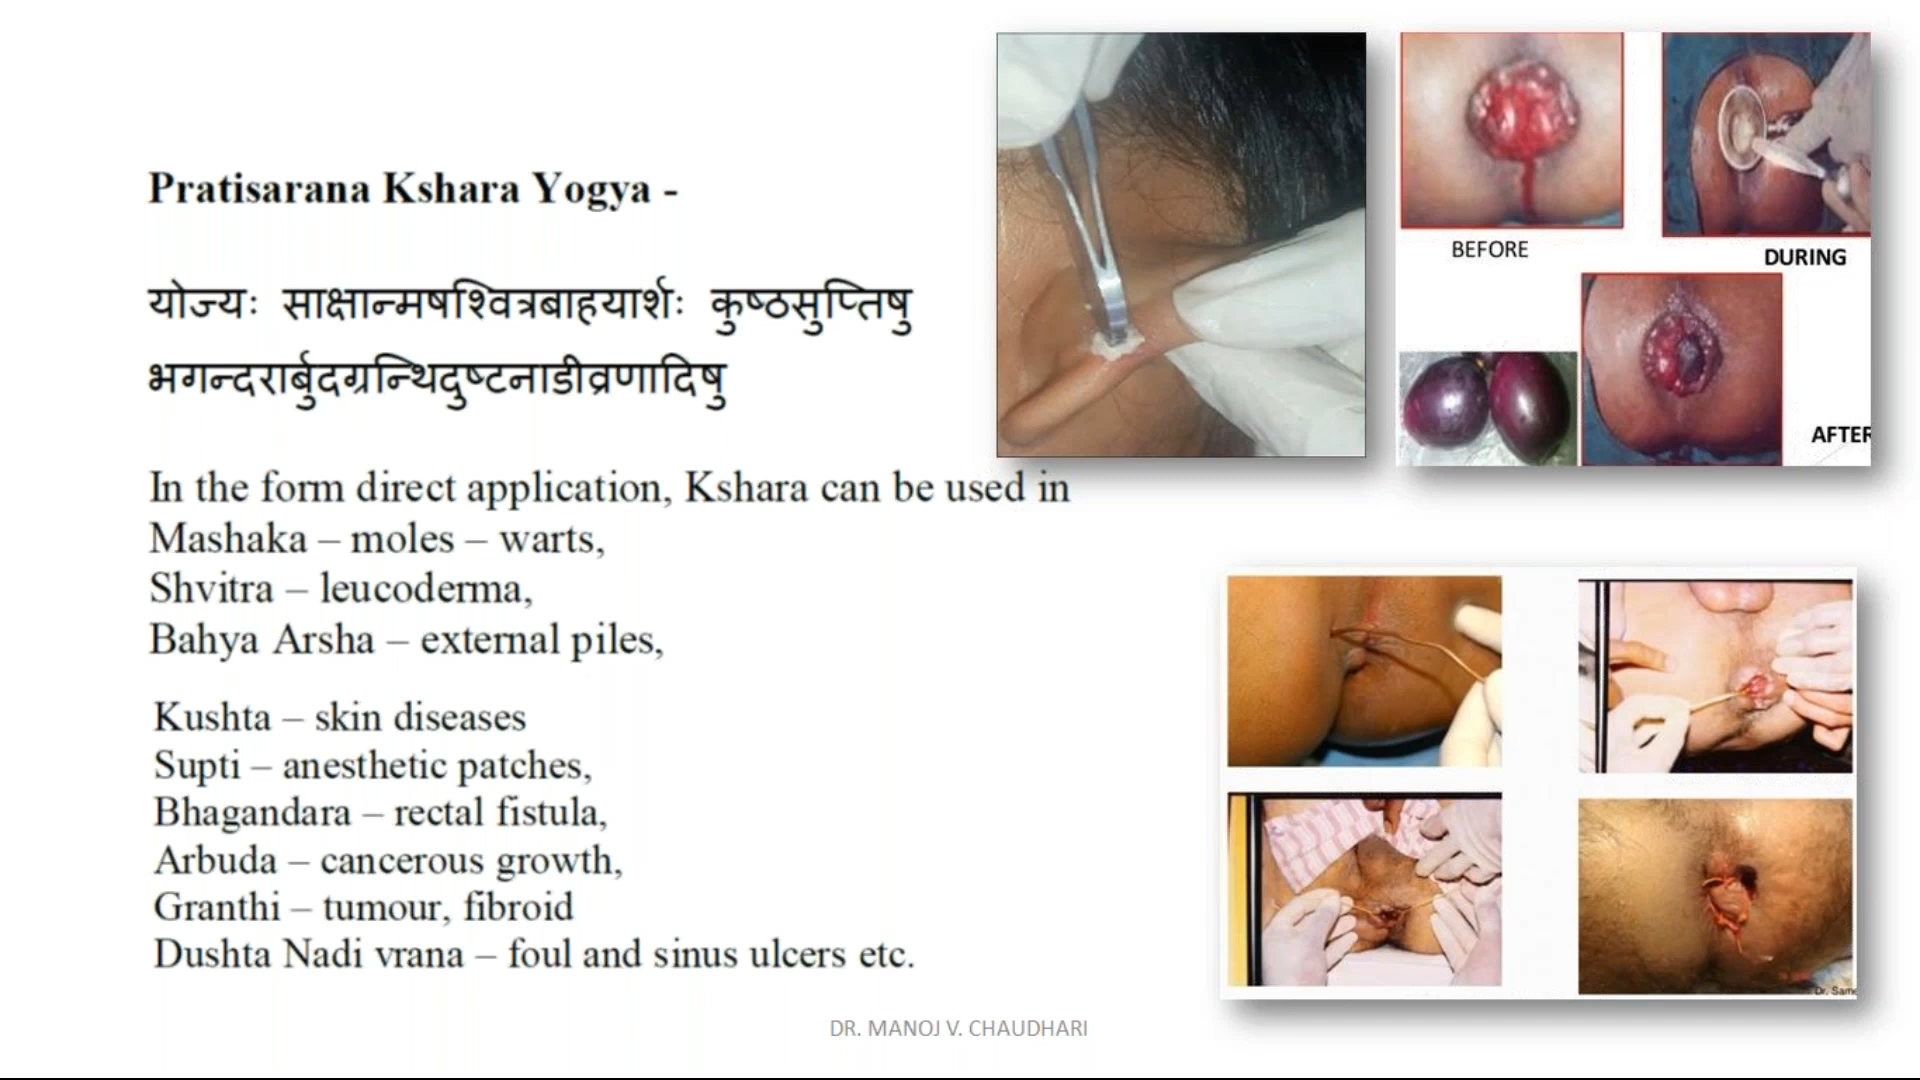 Pratisarana Kshara Yogya -
योज्यः साक्षान्मषश्वित्रबाहयार्शः कुष्ठसुप्तिषु
भगन्दरार्बुदग्रन्थिदुष्टनाडीव्रणादिषु
In the form direct application, Kshara can be used in
Mashaka – moles – warts,
Shvitra – leucoderma,
Bahya Arsha – external piles,
Kushta – skin diseases
Supti – anesthetic patches,
Bhagandara – rectal fistula,
Arbuda – cancerous growth,
Granthi – tumour, fibroid
Dushta Nadi vrana – foul and sinus ulcers etc.
BEFORE
DURING
AFTER
Dr. Same
DR. MANOJ V. CHAUDHARI